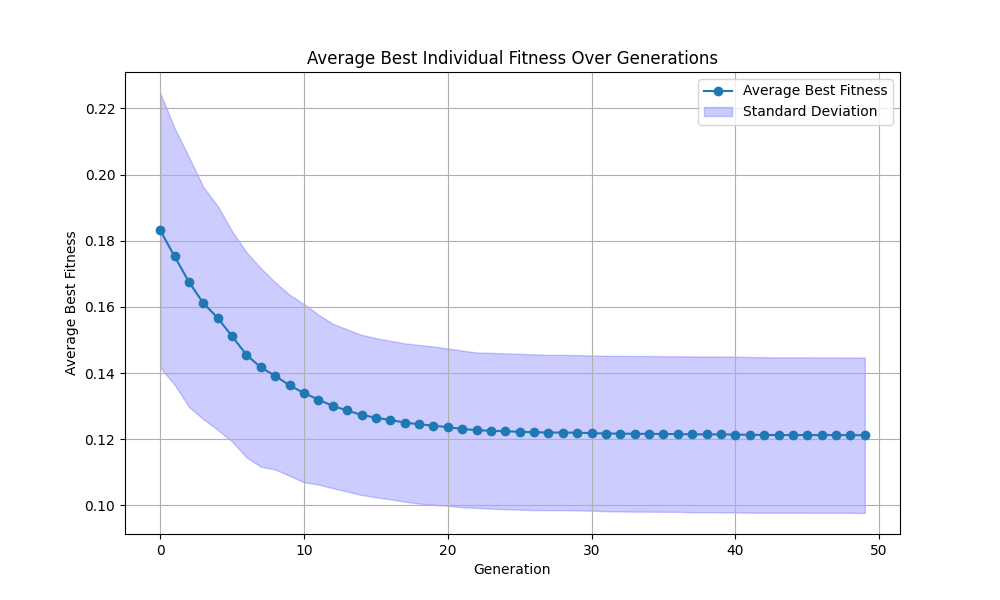 Average Best Individual Fitness Over Generations
Average Best Fitness
Standard Deviation
Average Best Fitness
0.22
0.20
0.18
0.16
0.14
0.12
0.10
0 10 20 30 40 50
Generation